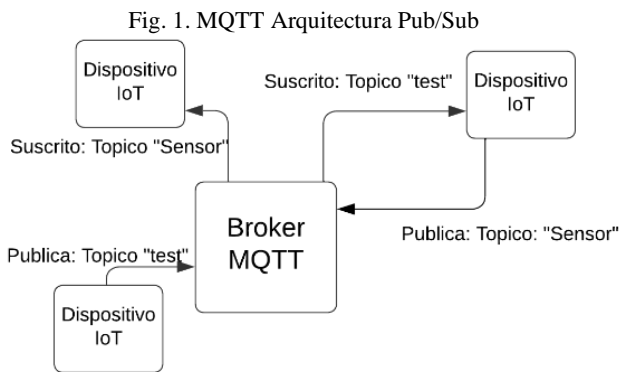 Fig. 1. MQTT Arquitectura Pub/Sub
Dispositivo
IoT
Suscrito: Topico "Sensor"
Suscrito: Topico "test"
Dispositivo
IoT
Broker
MQTT
Publica: Topico: "Sensor"
Publica: Topico "test"
Dispositivo
IoT